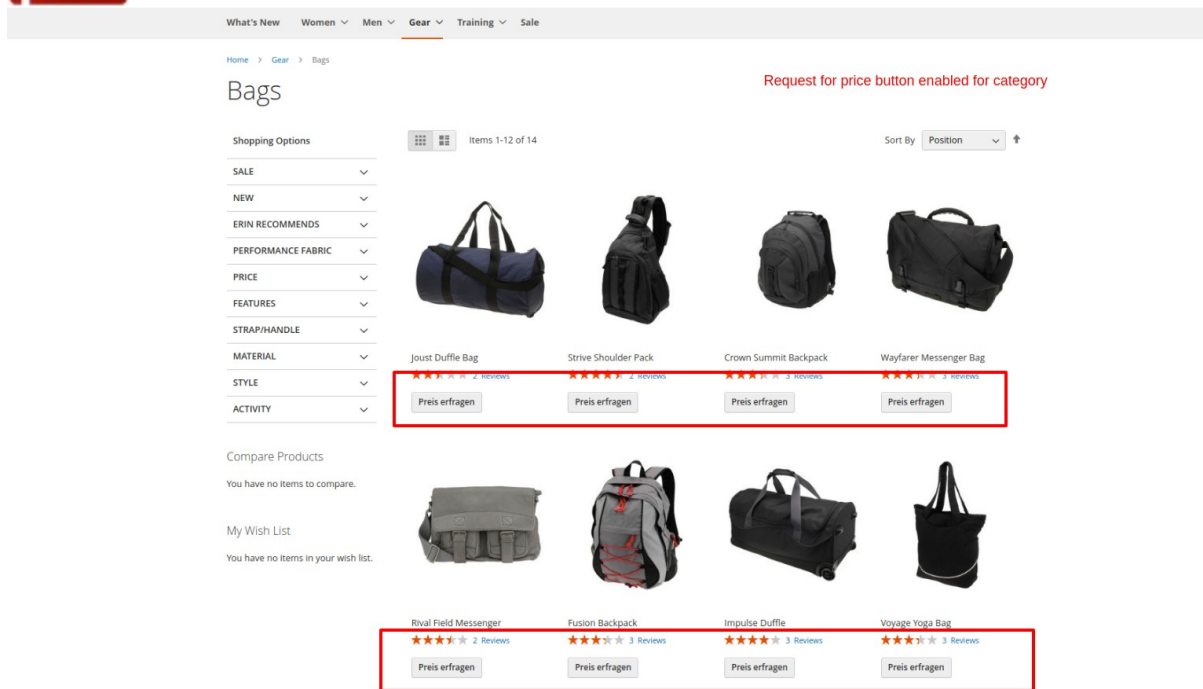 What's New Women Men Gear Training Sale
Home > Gear > Bags
Request for price button enabled for category
Bags
Shopping Options
Items 1-12 of 14
Sort By Position
SALE
NEW
ERIN RECOMMENDS
PERFORMANCE FABRIC
PRICE
FEATURES
STRAP/HANDLE
MATERIAL
STYLE
ACTIVITY
Joust Duffle Bag Strive Shoulder Pack Crown Summit Backpack Wayfarer Messenger Bag
2 Reviews 2 Reviews 3 Reviews 3 Reviews
Preis erfragen Preis erfragen Preis erfragen Preis erfragen
Compare Products
You have no items to compare.
My Wish List
You have no items in your wish list.
Rival Field Messenger Fusion Backpack Impulse Duffle Voyage Yoga Bag
2 Reviews 3 Reviews 3 Reviews 3 Reviews
Preis erfragen Preis erfragen Preis erfragen Preis erfragen